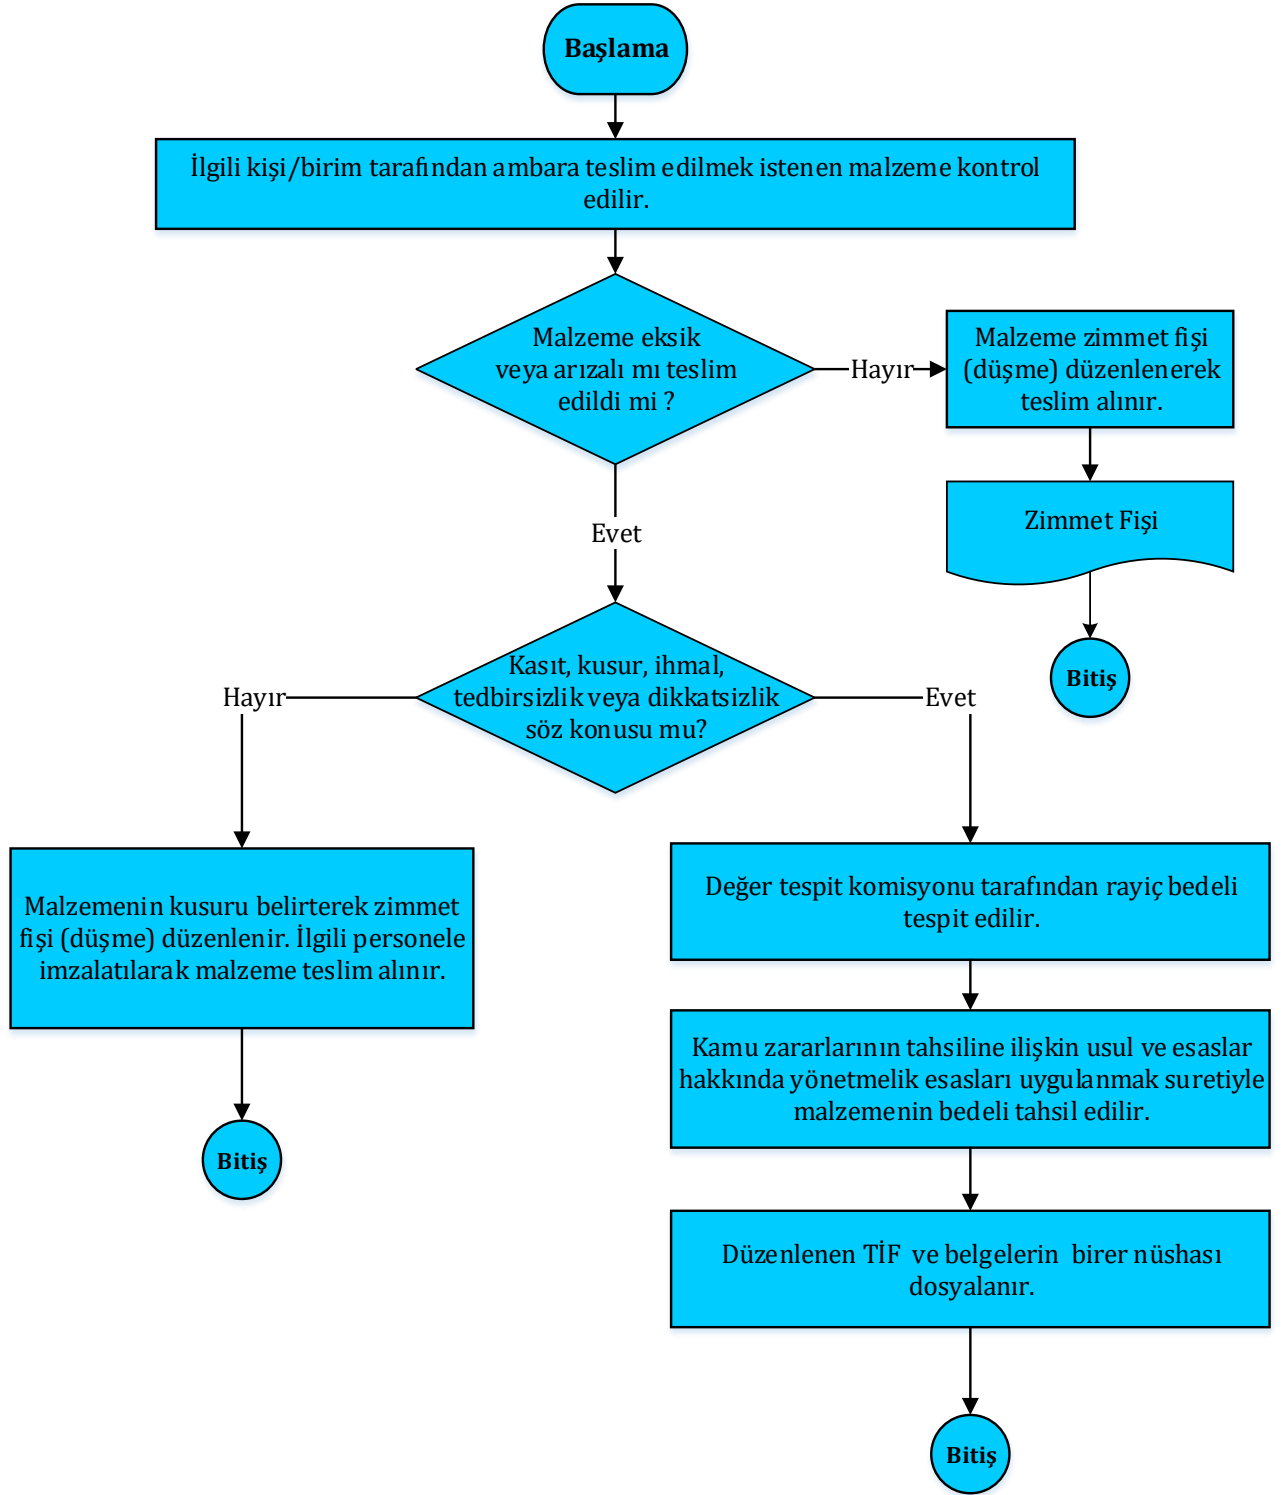 Başlama
İlgili kişi/birim tarafından ambara teslim edilmek istenen malzeme kontrol
edilir.
Malzeme eksik
veya arızalı mı teslim
edildi mi ?
Hayır
Malzeme zimmet fişi
(düşme) düzenlenerek
teslim alınır.
Zimmet Fişi
Bitiş
Evet
Kasıt, kusur, ihmal,
tedbirsizlik veya dikkatsizlik
söz konusu mu?
Hayır
Evet
Malzemenin kusuru belirterek zimmet
fişi (düşme) düzenlenir. İlgili personele
imzalatılarak malzeme teslim alınır.
Bitiş
Değer tespit komisyonu tarafından rayiç bedeli
tespit edilir.
Kamu zararlarının tahsiline ilişkin usul ve esaslar
hakkında yönetmelik esasları uygulanmak suretiyle
malzemenin bedeli tahsil edilir.
Düzenlenen TİF ve belgelerin birer nüshası
dosyalanır.
Bitiş